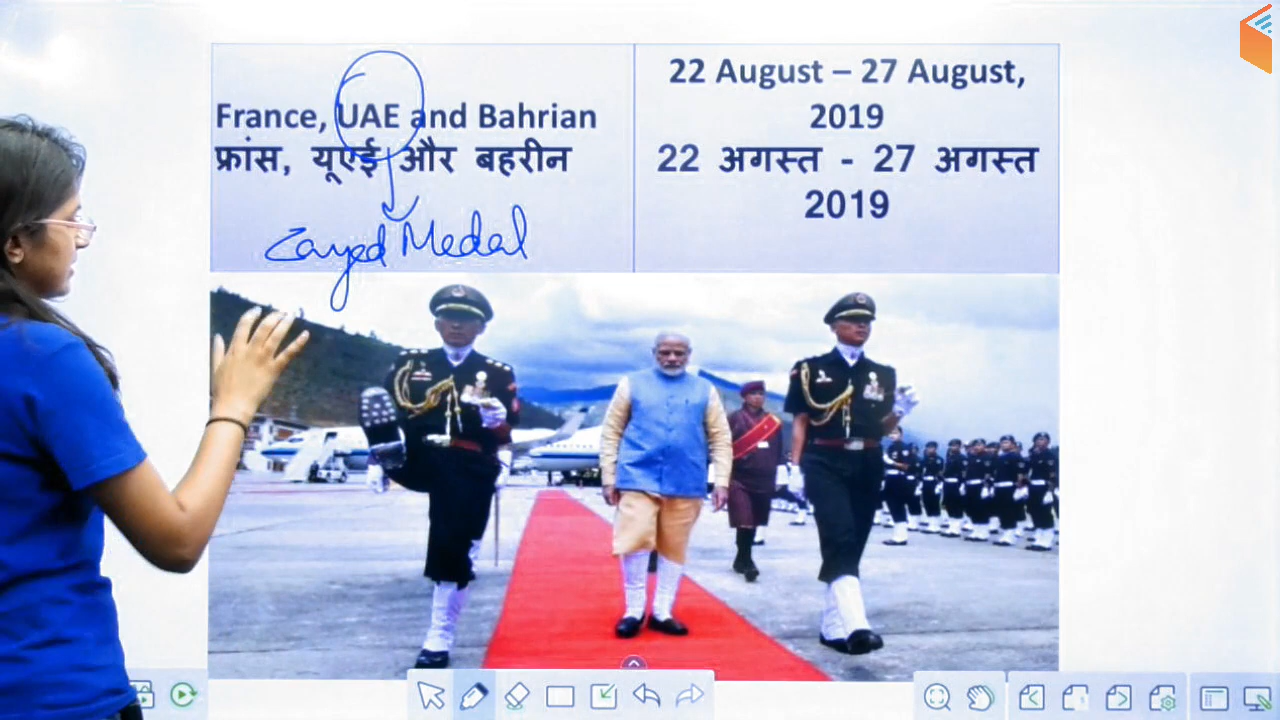 France, UAE and Bahrian
फ्रांस, यूएई और बहरीन
Zayed Medal
22 August – 27 August,
2019
22 अगस्त - 27 अगस्त
2019